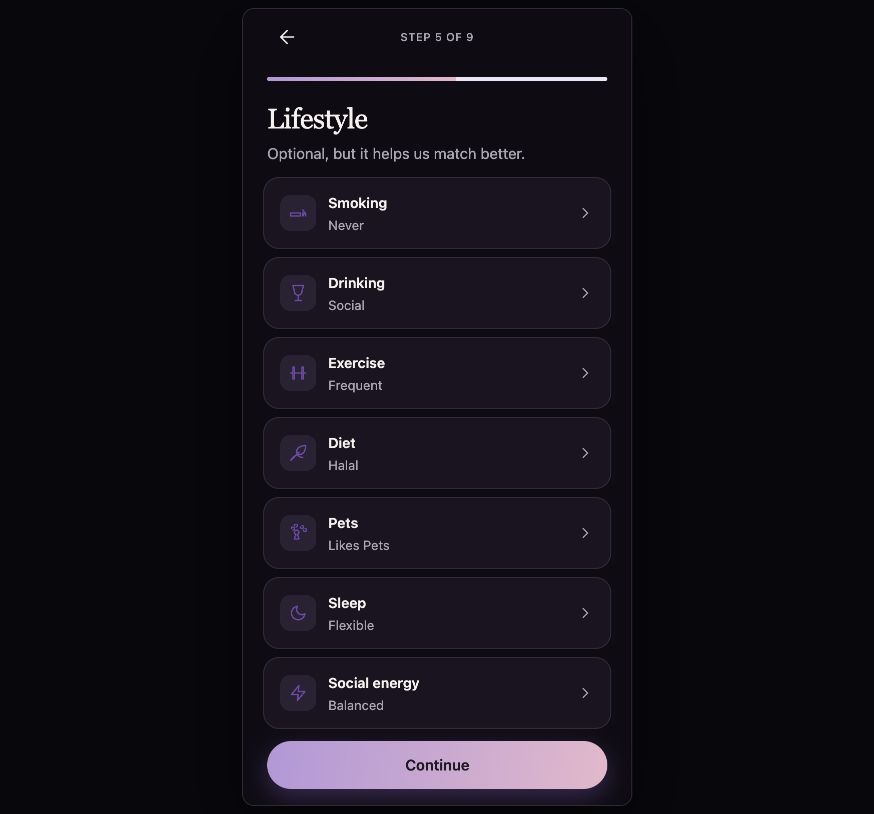 STEP 5 OF 9
Lifestyle
Optional, but it helps us match better.
Smoking
Never
Drinking
Social
Exercise
Frequent
Diet
Halal
Pets
Likes Pets
Sleep
Flexible
Social energy
Balanced
Continue